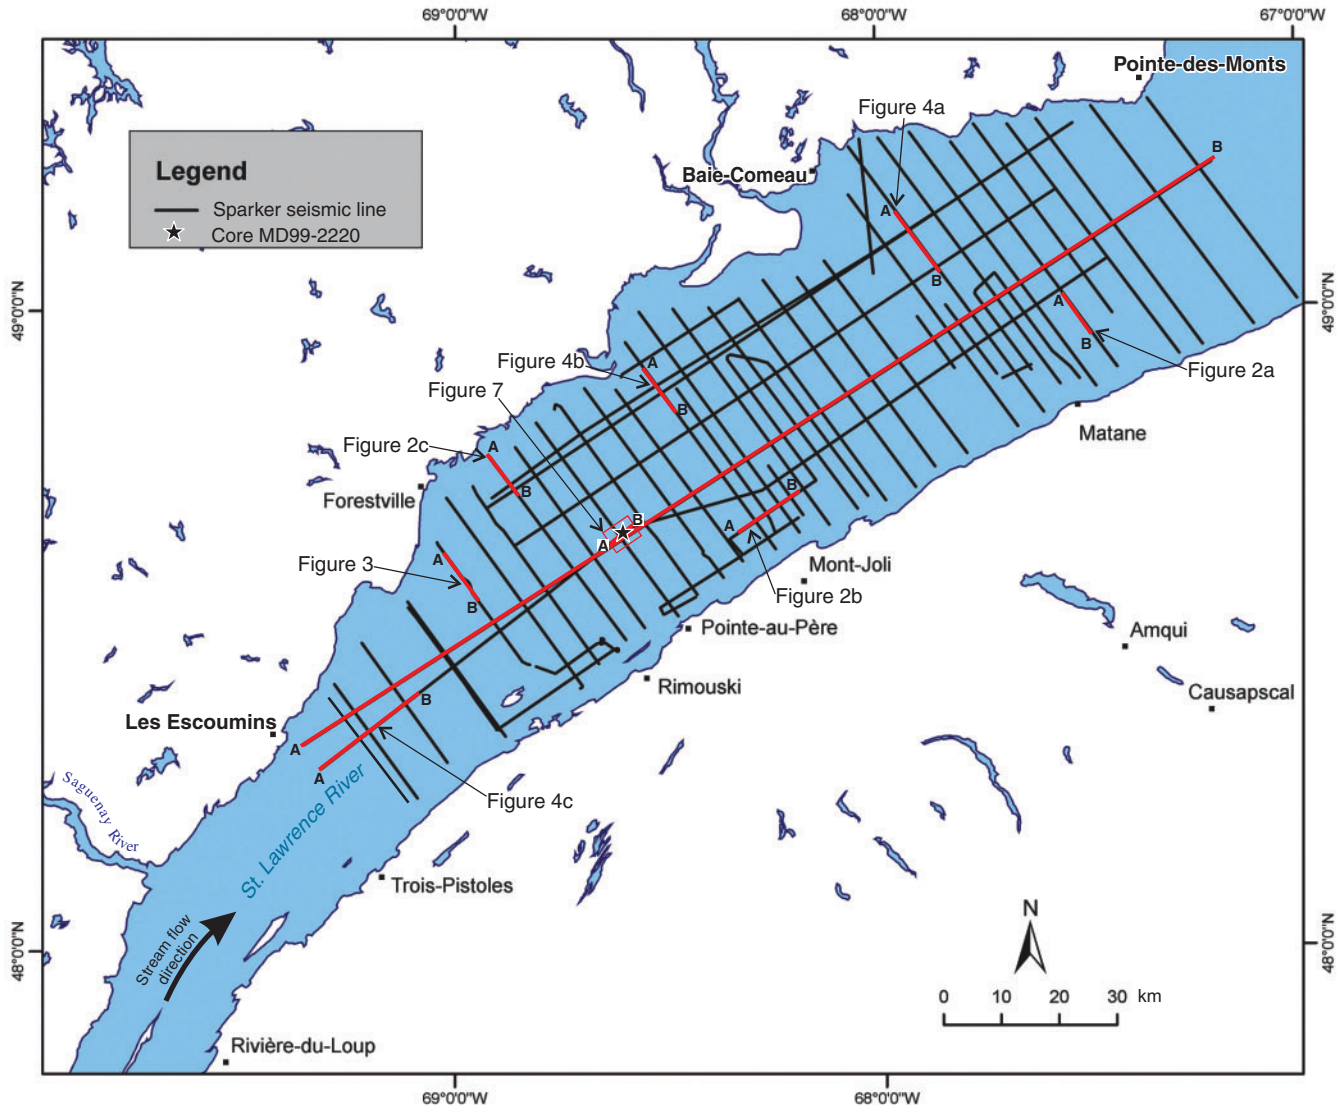 69°0'0"W
68°0'0"W
67°0'0"W
Pointe-des-Monts
Figure 4a
B
Legend
Sparker seismic line
Core MD99-2220
Baie-Comeau
A
B
49°0'0"N
49°0'0"N
A
B
Figure 2a
Figure 4b
A
B
Figure 7
Matane
Figure 2c
A
B
Forestville
B
A
B
A
Figure 3
A
B
Mont-Joli
Figure 2b
Pointe-au-Père
Amqui
Rimouski
Causapscal
Les Escoumins
A
B
A
Figure 4c
Saguenay River
St. Lawrence River
Trois-Pistoles
Stream flow
direction
N
48°0'0"N
48°0'0"N
0 10 20 30 km
Rivière-du-Loup
69°0'0"W
68°0'0"W